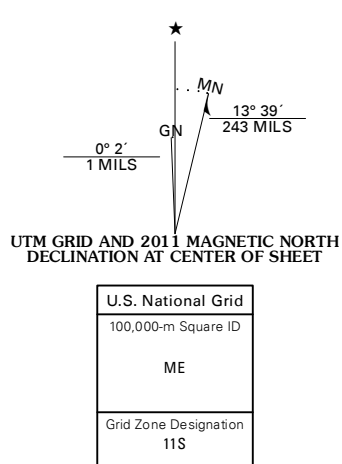 ★
MN
GN
13° 39´
243 MILS
0° 2´
1 MILS
UTM GRID AND 2011 MAGNETIC NORTH
DECLINATION AT CENTER OF SHEET
U.S. National Grid
100,000-m Square ID
ME
Grid Zone Designation
11S